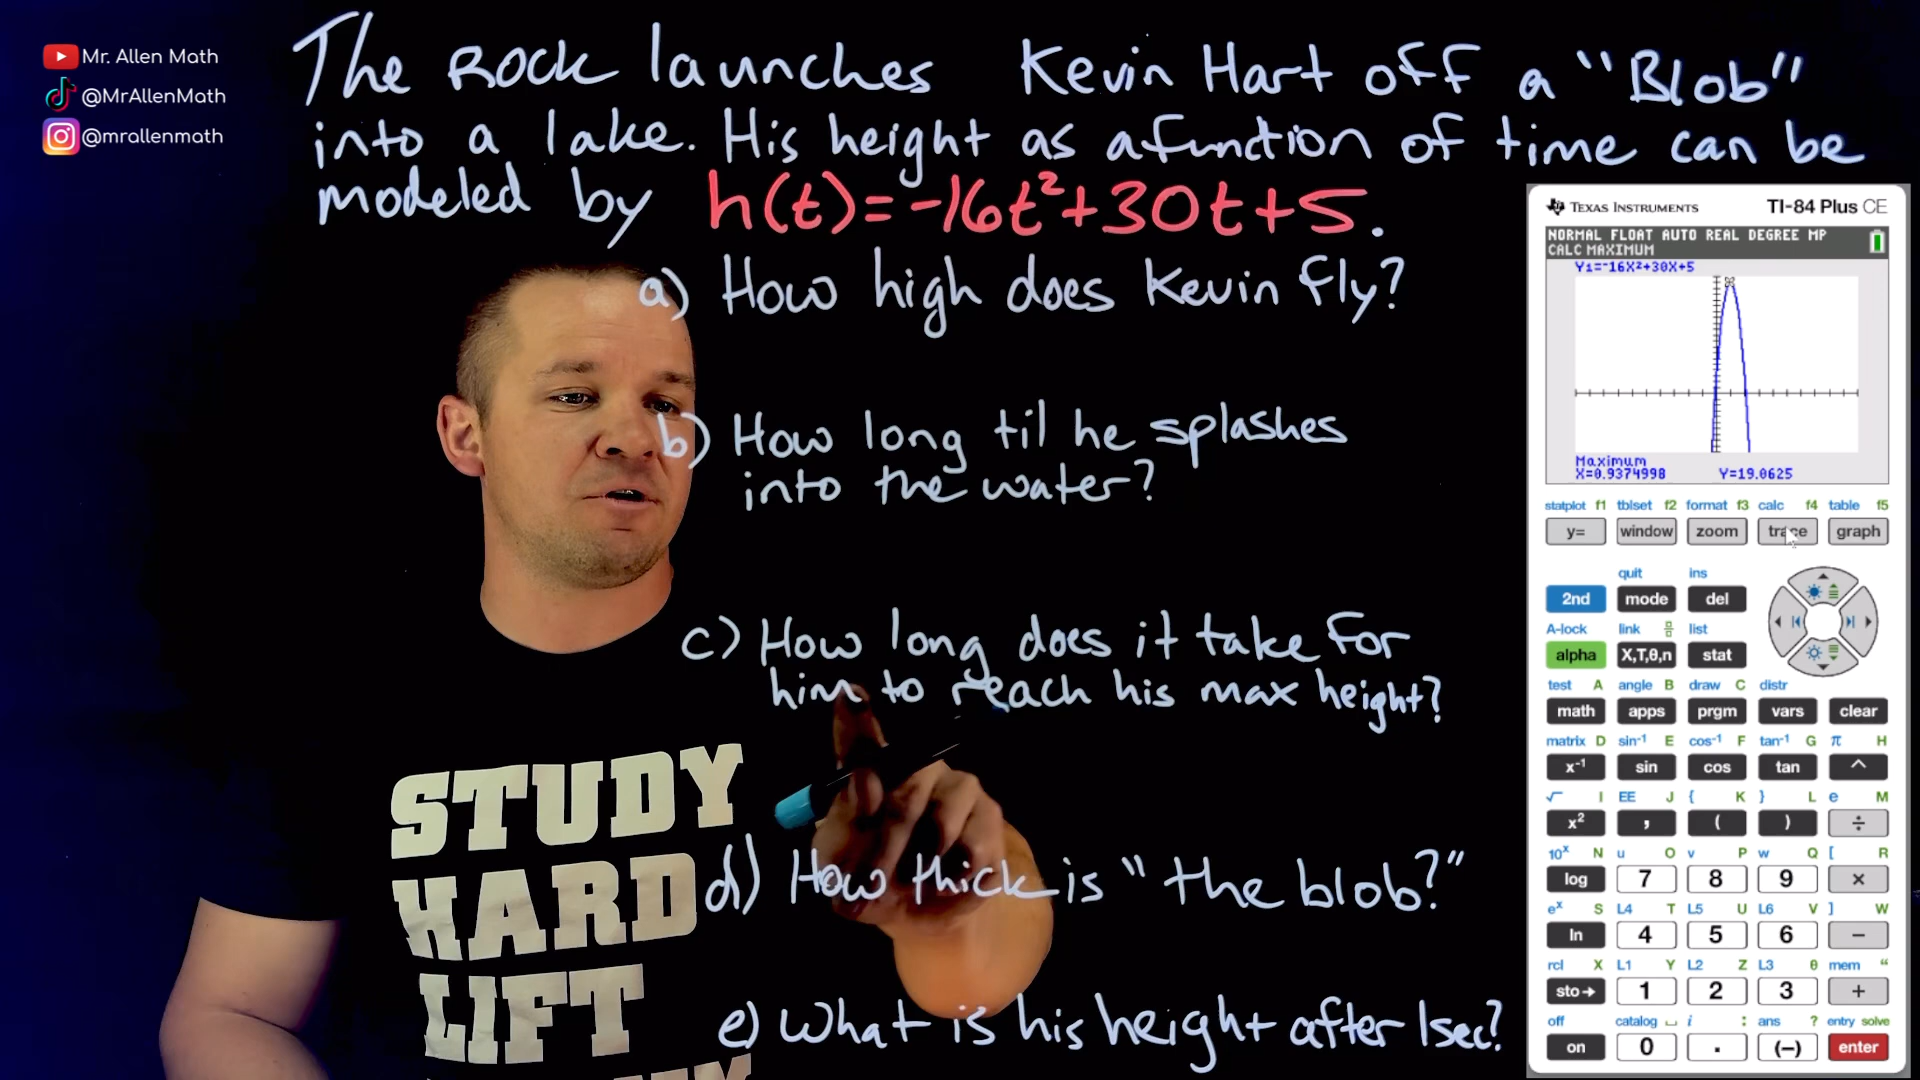 Mr. Allen Math
@MrAllenMath
@mrallenmath
The Rock launches Kevin Hart off a "Blob"
into a lake. His height as a function of time can be
modeled by h(t)=-16t²+30t+5.
a) How high does Kevin fly?
b) How long til he splashes
into the water?
c) How long does it take for
him to reach his max height?
d) How thick is "the blob?"
e) What is his height after 1sec?
STUDY
HARD
LIFT
TEXAS INSTRUMENTS TI-84 Plus CE
NORMAL FLOAT AUTO REAL DEGREE MP
CALC MAXIMUM
Y1=-16X²+30X+5
Maximum
X=0.9374998 Y=19.0625
statplot f1 tblset f2 format f3 calc f4 table f5
y= window zoom trace graph
quit ins
2nd mode del
A-lock link list
alpha X,T,θ,n stat
test A angle B draw C distr
math apps prgm vars clear
matrix D sin⁻¹ E cos⁻¹ F tan⁻¹ G π H
x⁻¹ sin cos tan ^
√ I EE J { K } L e M
x² , ( ) ÷
10ˣ N u O v P w Q [ R
log 7 8 9 ×
eˣ S L4 T L5 U L6 V ] W
ln 4 5 6 −
rcl X L1 Y L2 Z L3 θ mem “
sto→ 1 2 3 +
off catalog ⎵ i : ans ? entry solve
on 0 . (−) enter